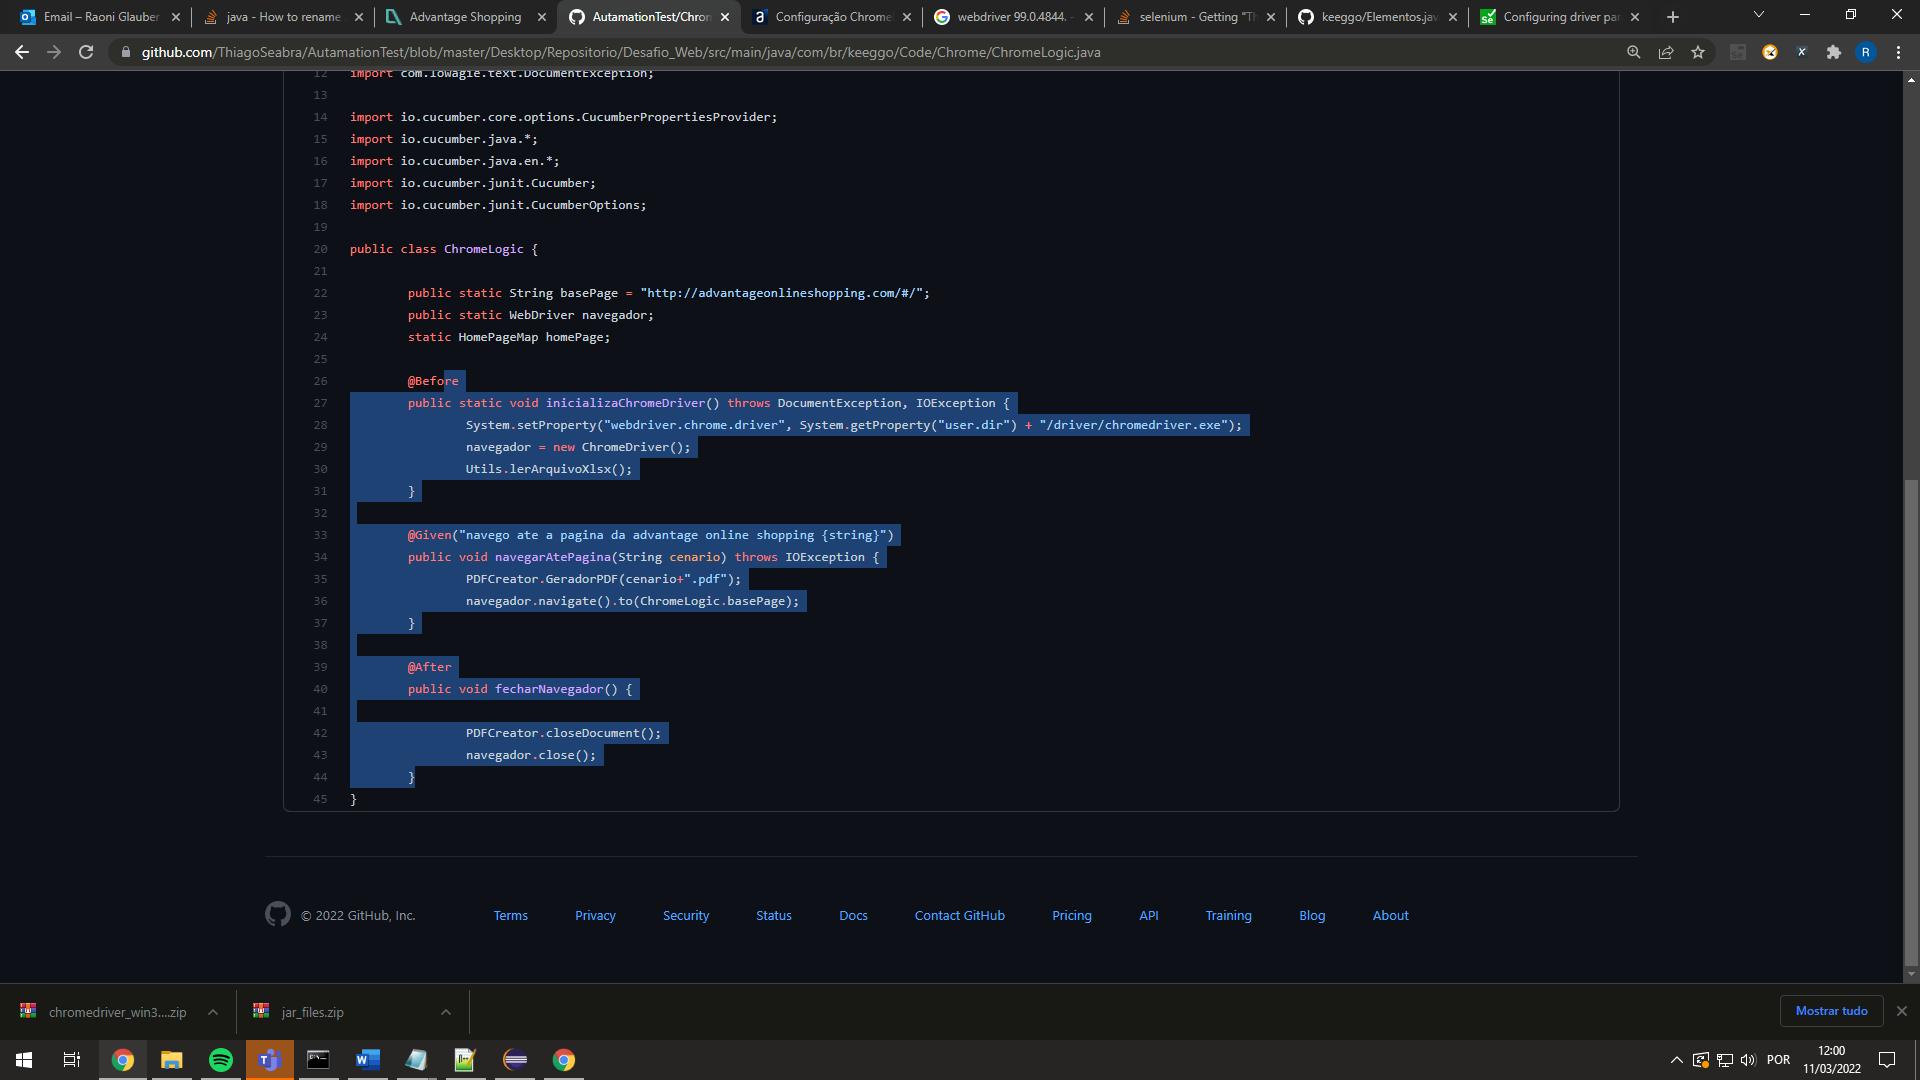 Email – Raoni Glauber
java - How to rename
Advantage Shopping
AutamationTest/Chron
Configuração Chrome
webdriver 99.0.4844. -
selenium - Getting "Th
keeggo/Elementos.java
Configuring driver par
github.com/ThiagoSeabra/AutamationTest/blob/master/Desktop/Repositorio/Desafio_Web/src/main/java/com/br/keeggo/Code/Chrome/ChromeLogic.java
R
12 import com.lowagie.text.DocumentException;
13
14 import io.cucumber.core.options.CucumberPropertiesProvider;
15 import io.cucumber.java.*;
16 import io.cucumber.java.en.*;
17 import io.cucumber.junit.Cucumber;
18 import io.cucumber.junit.CucumberOptions;
19
20 public class ChromeLogic {
21
22 public static String basePage = "http://advantageonlineshopping.com/#/";
23 public static WebDriver navegador;
24 static HomePageMap homePage;
25
26 @Before
27 public static void inicializaChromeDriver() throws DocumentException, IOException {
28 System.setProperty("webdriver.chrome.driver", System.getProperty("user.dir") + "/driver/chromedriver.exe");
29 navegador = new ChromeDriver();
30 Utils.lerArquivoXlsx();
31 }
32
33 @Given("navego ate a pagina da advantage online shopping {string}")
34 public void navegarAtePagina(String cenario) throws IOException {
35 PDFCreator.GeradorPDF(cenario+".pdf");
36 navegador.navigate().to(ChromeLogic.basePage);
37 }
38
39 @After
40 public void fecharNavegador() {
41
42 PDFCreator.closeDocument();
43 navegador.close();
44 }
45 }
© 2022 GitHub, Inc.
Terms
Privacy
Security
Status
Docs
Contact GitHub
Pricing
API
Training
Blog
About
chromedriver_win3....zip
jar_files.zip
Mostrar tudo
POR
12:00
11/03/2022